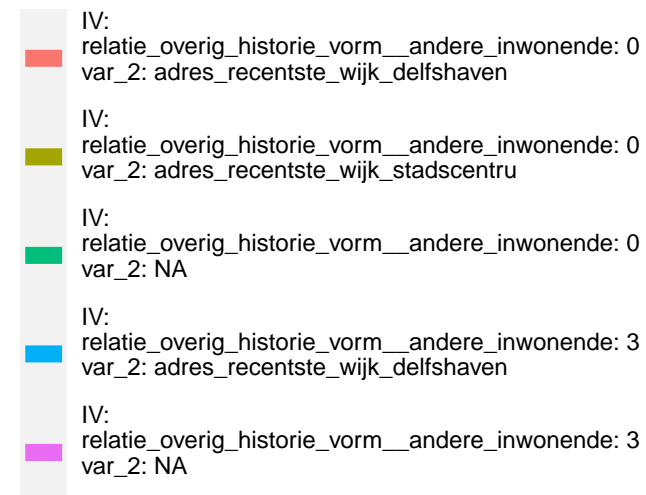 IV:
relatie_overig_historie_vorm__andere_inwonende: 0
var_2: adres_recentste_wijk_delfshaven
IV:
relatie_overig_historie_vorm__andere_inwonende: 0
var_2: adres_recentste_wijk_stadscentru
IV:
relatie_overig_historie_vorm__andere_inwonende: 0
var_2: NA
IV:
relatie_overig_historie_vorm__andere_inwonende: 3
var_2: adres_recentste_wijk_delfshaven
IV:
relatie_overig_historie_vorm__andere_inwonende: 3
var_2: NA